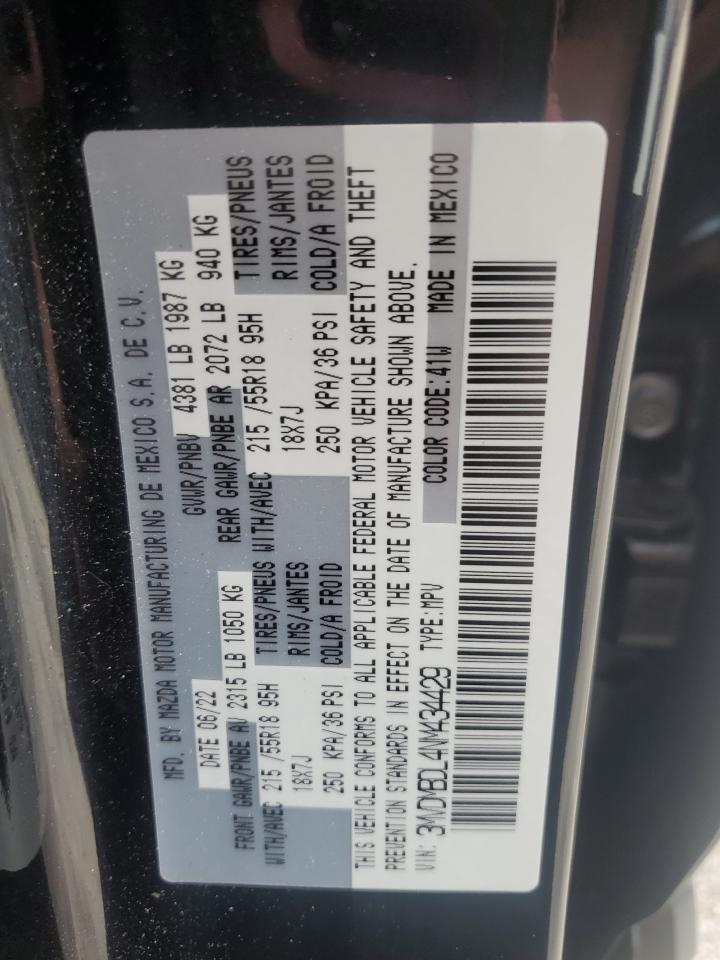 MFD. BY MAZDA MOTOR MANUFACTURING DE MEXICO S.A. DE C.V.
DATE 06/22 GVWR/PNBV 4381 LB 1987 KG
FRONT GAWR/PNBE AV 2315 LB 1050 KG REAR GAWR/PNBE AR 2072 LB 940 KG
WITH/AVEC 215 /55R18 95H TIRES/PNEUS WITH/AVEC 215 /55R18 95H TIRES/PNEUS
18X7J RIMS/JANTES 18X7J RIMS/JANTES
250 KPA/36 PSI COLD/A FROID 250 KPA/36 PSI COLD/A FROID
THIS VEHICLE CONFORMS TO ALL APPLICABLE FEDERAL MOTOR VEHICLE SAFETY AND THEFT
PREVENTION STANDARDS IN EFFECT ON THE DATE OF MANUFACTURE SHOWN ABOVE.
VIN: 3MVDMBDL4NM434429 TYPE:MPV COLOR CODE:41W MADE IN MEXICO